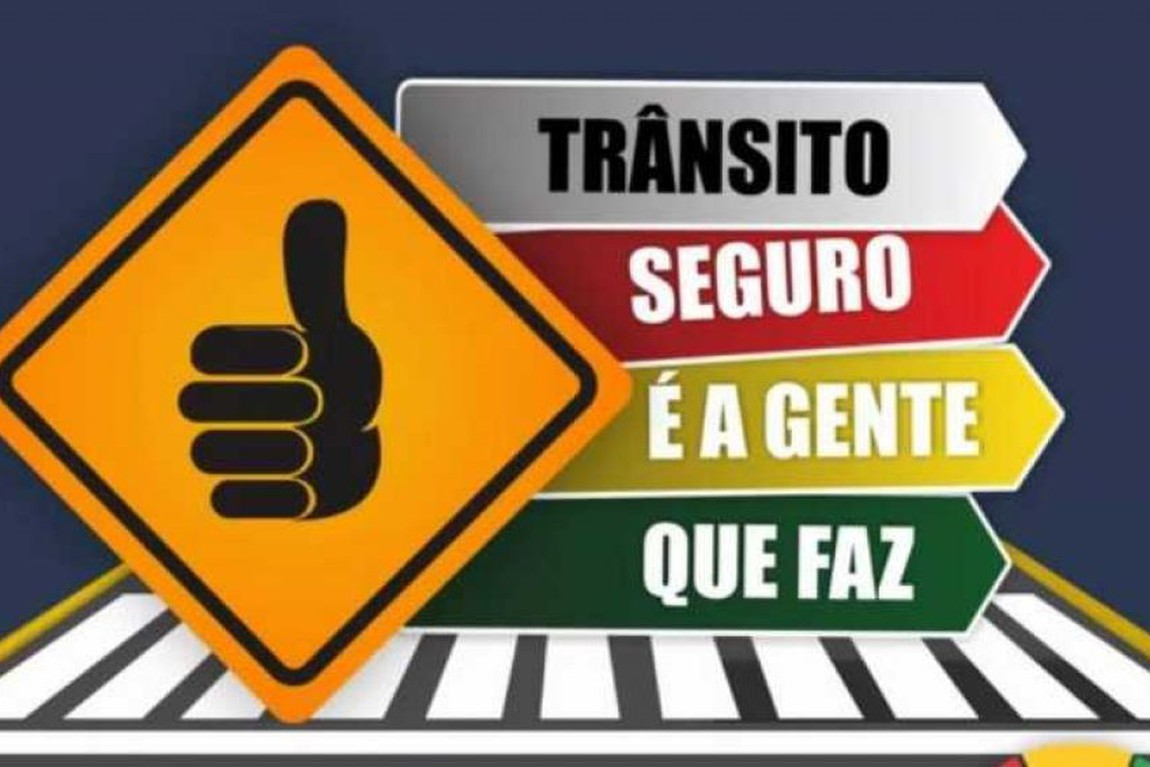 TRÂNSITO
SEGURO
É A GENTE
QUE FAZ